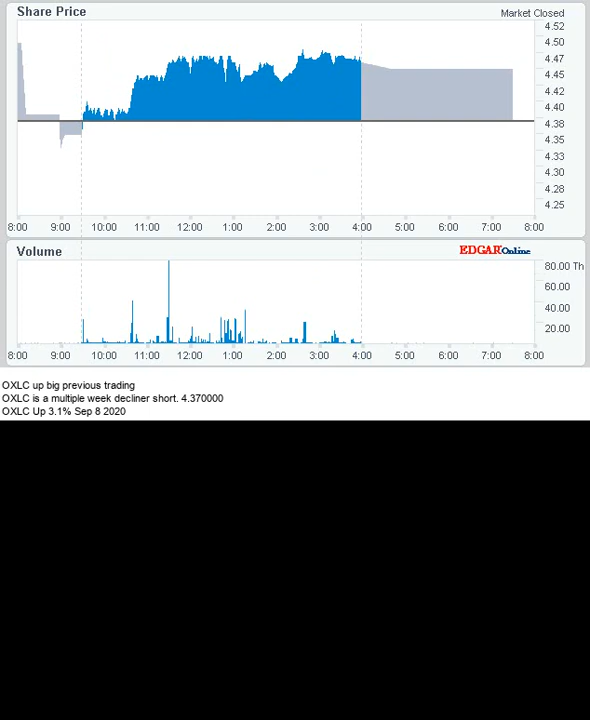 Share Price
Market Closed
4.52
4.50
4.47
4.45
4.42
4.40
4.38
4.35
4.33
4.30
4.28
4.25
8:00 9:00 10:00 11:00 12:00 1:00 2:00 3:00 4:00 5:00 6:00 7:00 8:00
Volume
EDGAR Online
80.00 Th
60.00
40.00
20.00
8:00 9:00 10:00 11:00 12:00 1:00 2:00 3:00 4:00 5:00 6:00 7:00 8:00
OXLC up big previous trading
OXLC is a multiple week decliner short. 4.370000
OXLC Up 3.1% Sep 8 2020